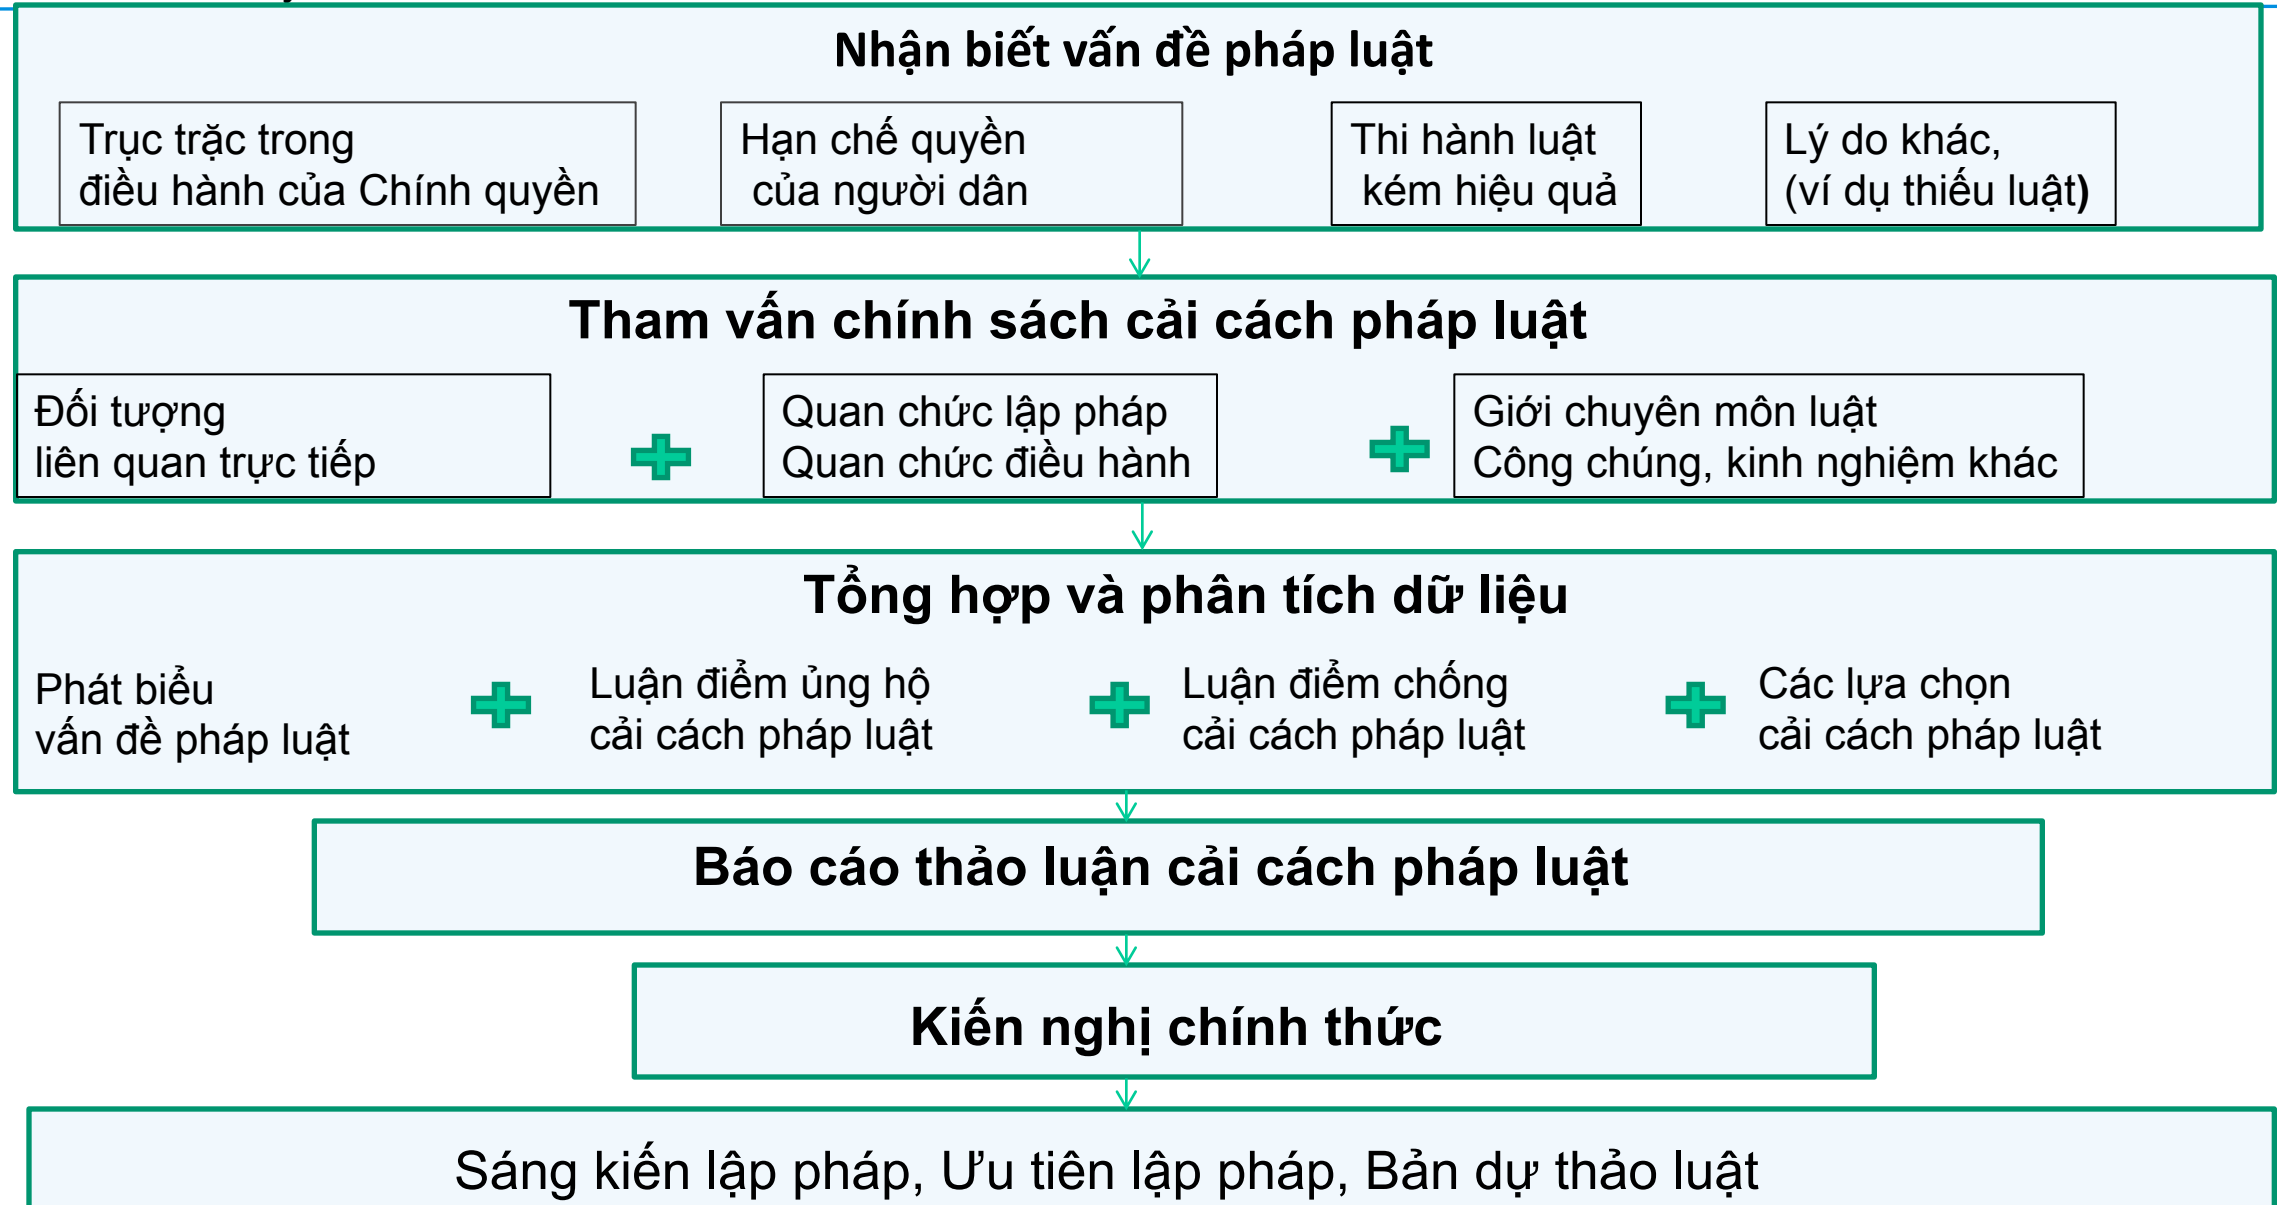 Nhận biết vấn đề pháp luật
Trục trặc trong
điều hành của Chính quyền
Hạn chế quyền
của người dân
Thi hành luật
kém hiệu quả
Lý do khác,
(ví dụ thiếu luật)
Tham vấn chính sách cải cách pháp luật
Đối tượng
liên quan trực tiếp
Quan chức lập pháp
Quan chức điều hành
Giới chuyên môn luật
Công chúng, kinh nghiệm khác
Tổng hợp và phân tích dữ liệu
Phát biểu
vấn đề pháp luật
Luận điểm ủng hộ
cải cách pháp luật
Luận điểm chống
cải cách pháp luật
Các lựa chọn
cải cách pháp luật
Báo cáo thảo luận cải cách pháp luật
Kiến nghị chính thức
Sáng kiến lập pháp, Ưu tiên lập pháp, Bản dự thảo luật